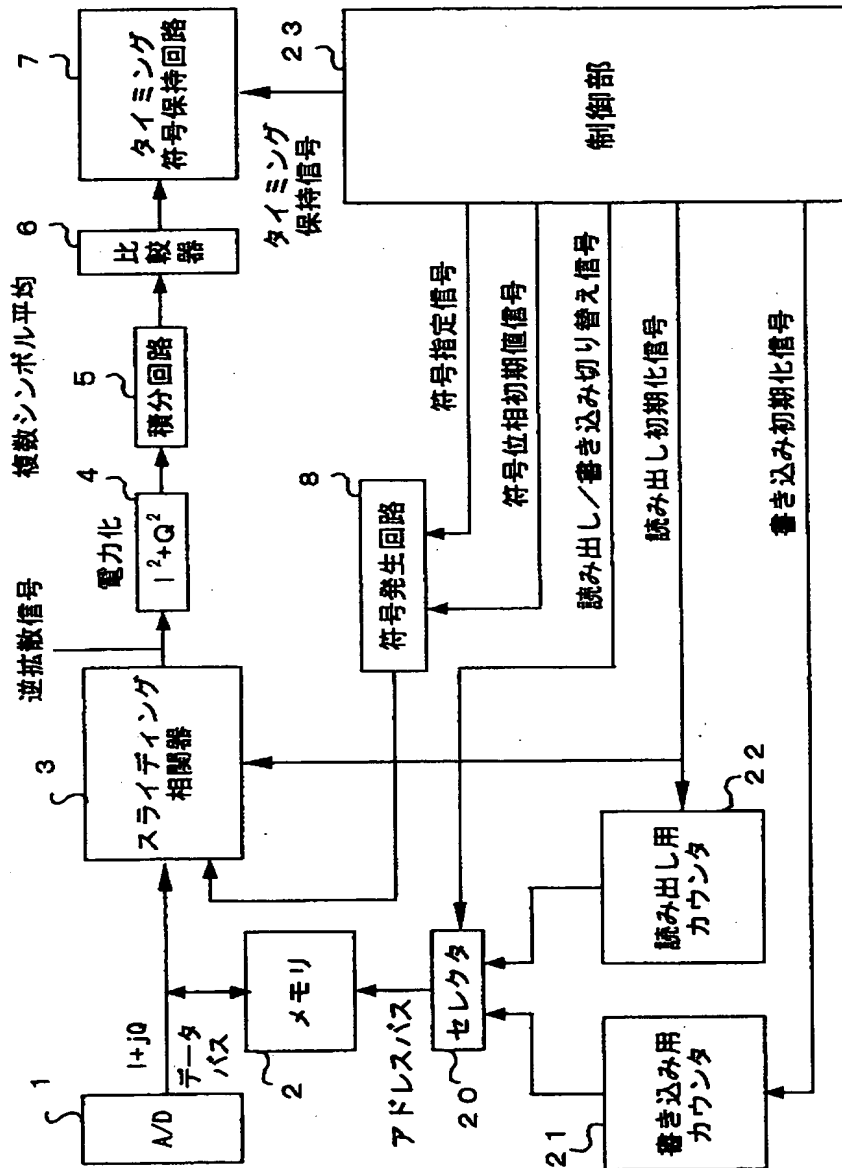 1
A/D
I+jQ
データ
バス
2
メモリ
アドレスバス
20
セレクタ
21
書き込み用
カウンタ
22
読み出し用
カウンタ
3
スライディング
相関器
逆拡散信号
電力化
4
I²+Q²
複数シンボル平均
5
積分回路
6
比較器
7
タイミング
符号保持回路
8
符号発生回路
タイミング
保持信号
符号指定信号
符号位相初期値信号
読み出し/書き込み切り替え信号
読み出し初期化信号
書き込み初期化信号
23
制御部